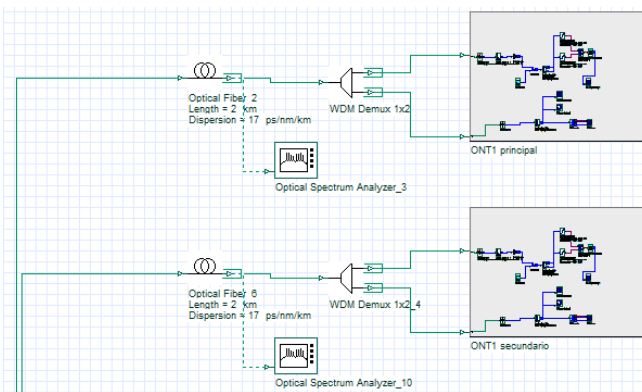 Optical Fiber 2
Length = 2 km
Dispersion = 17 ps/nm/km
WDM Demux 1x2
ONT1 principal
Optical Spectrum Analyzer_3
Optical Fiber 6
Length = 2 km
Dispersion = 17 ps/nm/km
WDM Demux 1x2_4
ONT1 secundario
Optical Spectrum Analyzer_10